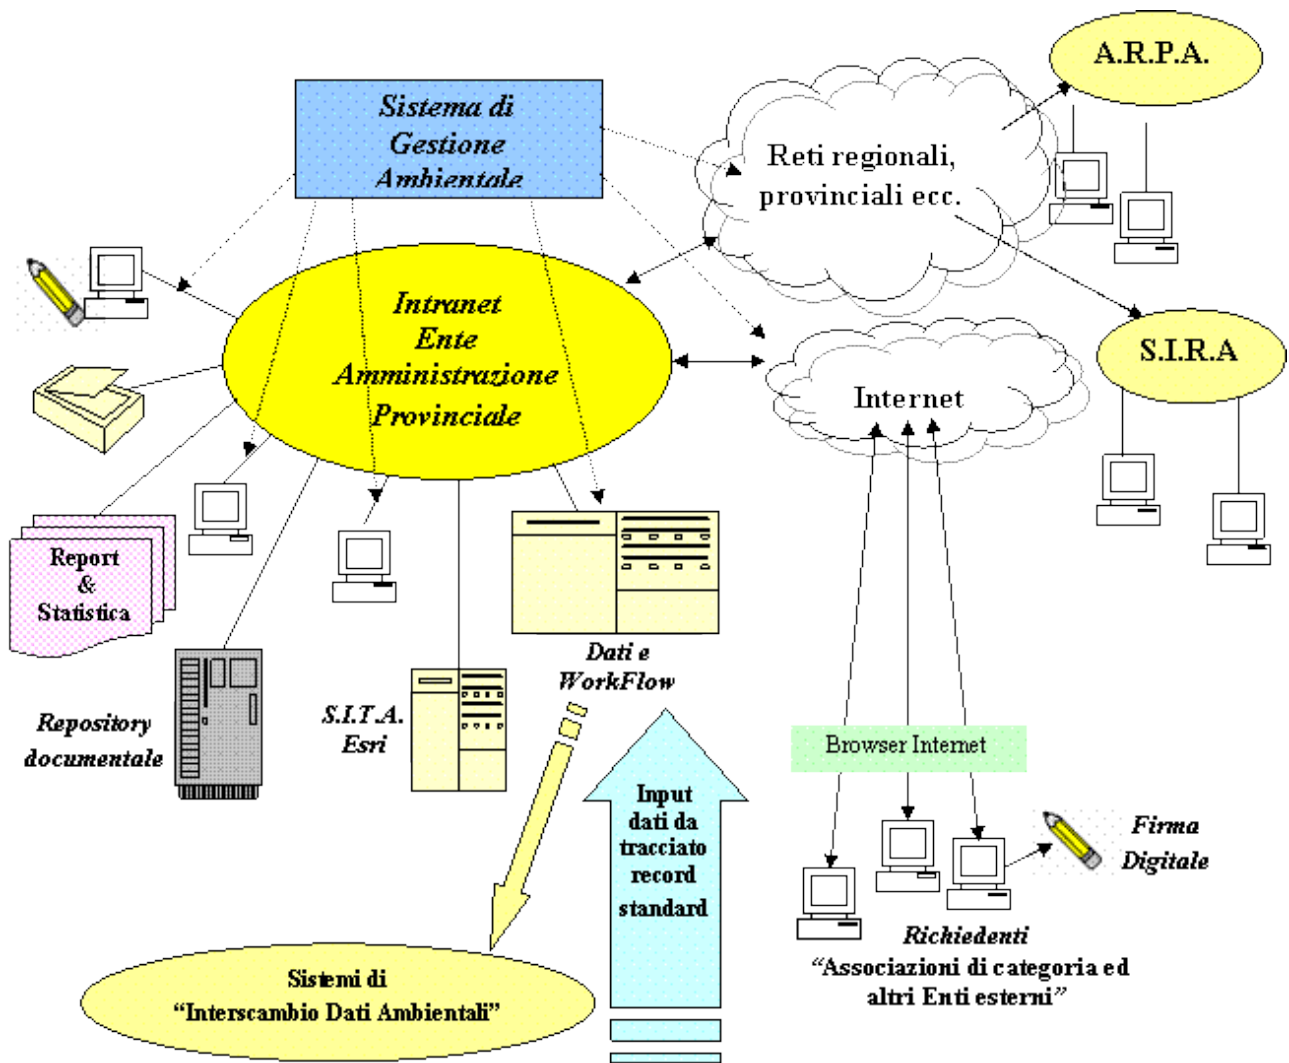 A.R.P.A.
Sistema di
Gestione
Ambientale
Reti regionali,
provinciali ecc.
Intranet
Ente
Amministrazione
Provinciale
S.I.R.A
Internet
Report
&
Statistica
Dati e
WorkFlow
Repository
documentale
S.I.T.A.
Esri
Browser Internet
Input
dati da
tracciato
record
standard
Firma
Digitale
Richiedenti
“Associazioni di categoria ed
altri Enti esterni”
Sistemi di
“Interscambio Dati Ambientali”